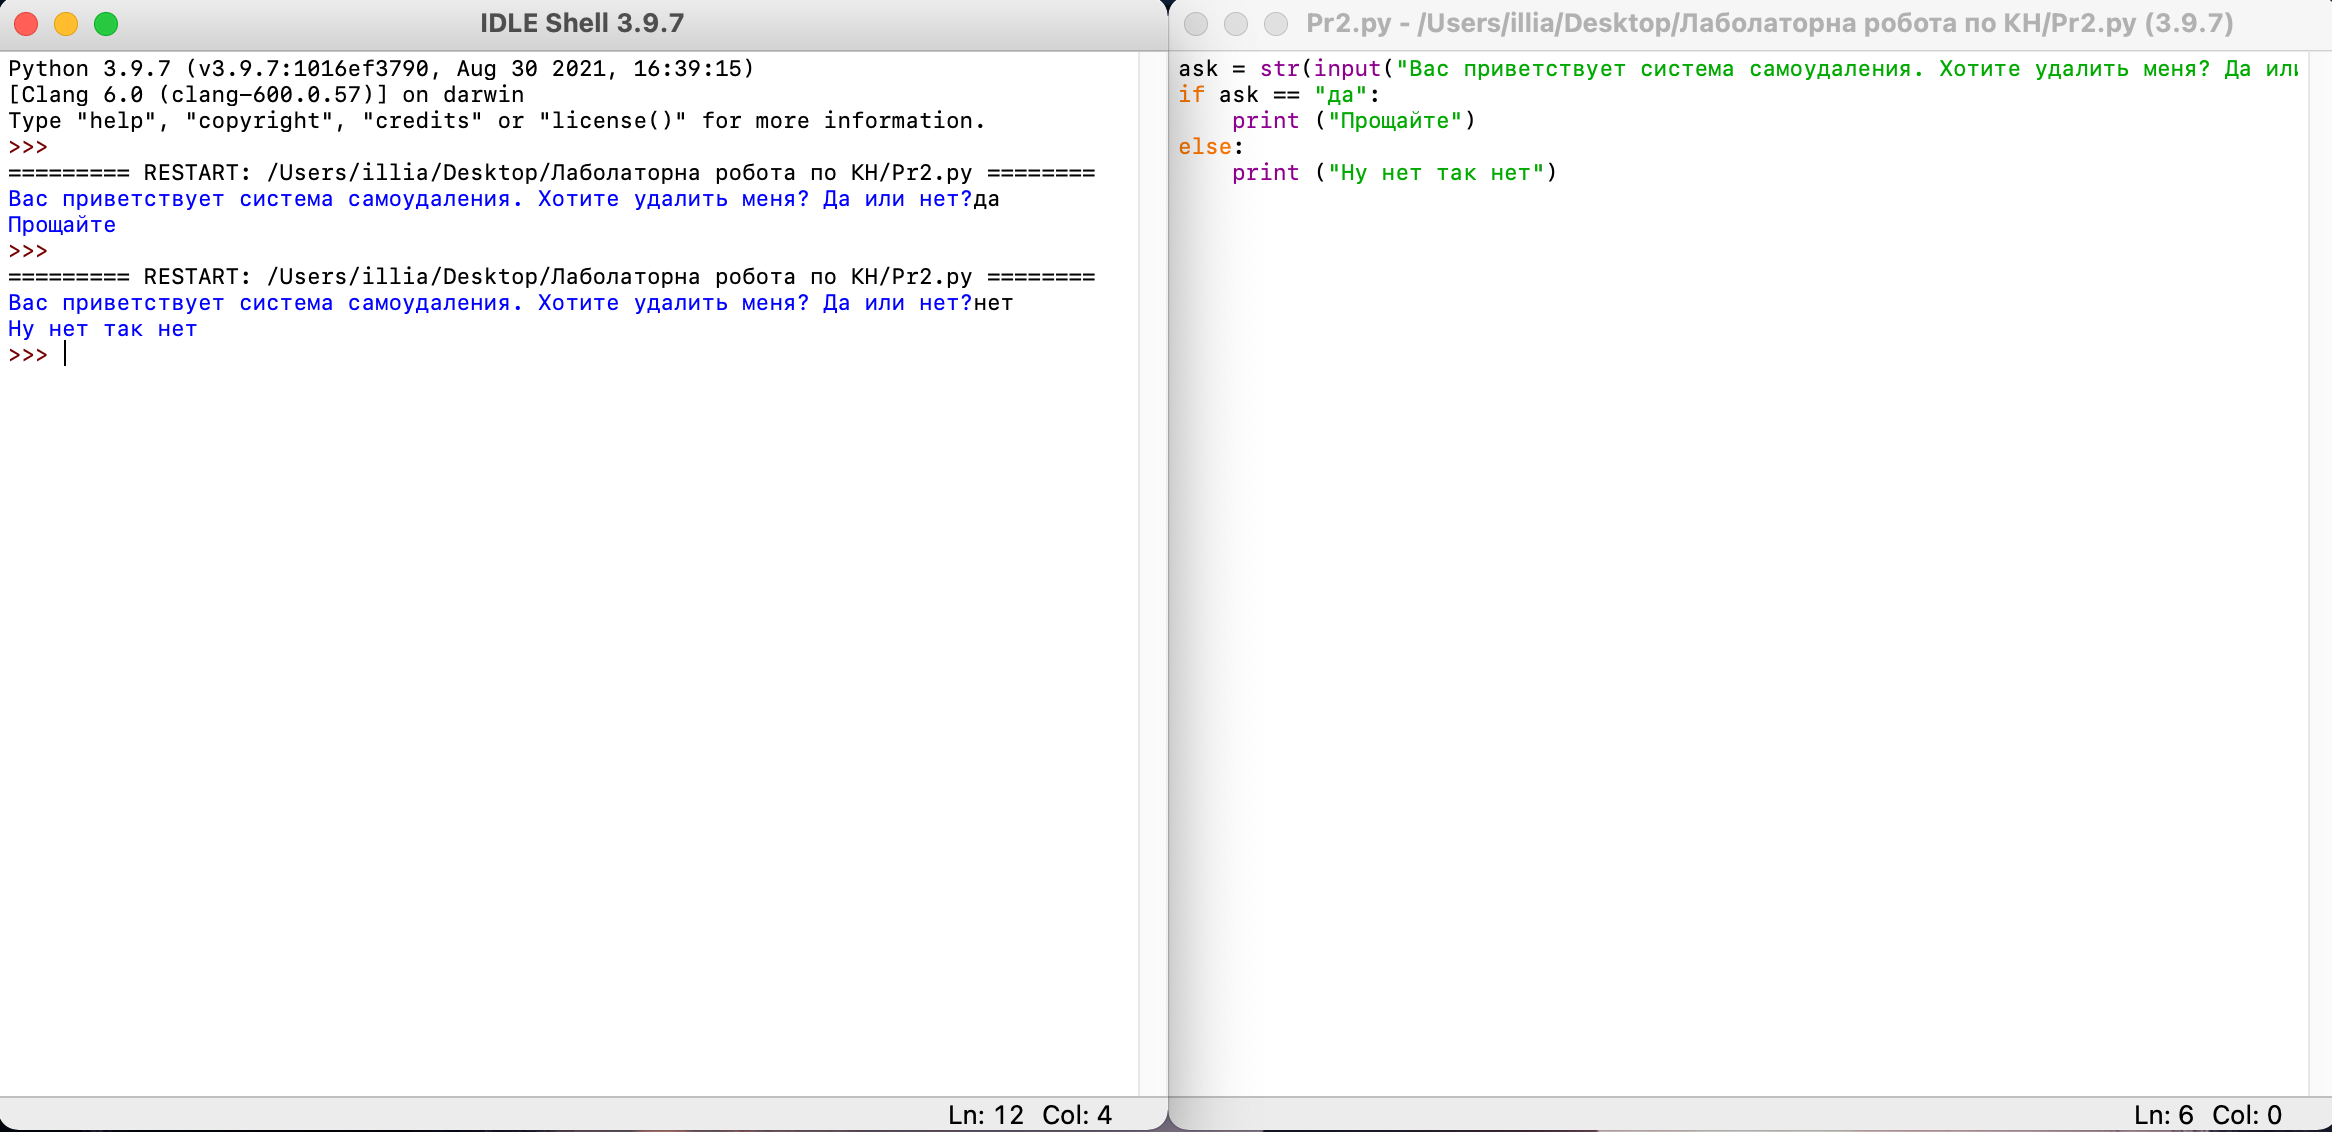 IDLE Shell 3.9.7
Python 3.9.7 (v3.9.7:1016ef3790, Aug 30 2021, 16:39:15)
[Clang 6.0 (clang-600.0.57)] on darwin
Type "help", "copyright", "credits" or "license()" for more information.
>>>
========= RESTART: /Users/illia/Desktop/Лаболаторна робота по КН/Pr2.py ========
Вас приветствует система самоудаления. Хотите удалить меня? Да или нет?да
Прощайте
>>>
========= RESTART: /Users/illia/Desktop/Лаболаторна робота по КН/Pr2.py ========
Вас приветствует система самоудаления. Хотите удалить меня? Да или нет?нет
Ну нет так нет
>>>
Ln: 12 Col: 4
Pr2.py - /Users/illia/Desktop/Лаболаторна робота по КН/Pr2.py (3.9.7)
ask = str(input("Вас приветствует система самоудаления. Хотите удалить меня? Да или
if ask == "да":
    print ("Прощайте")
else:
    print ("Ну нет так нет")
Ln: 6 Col: 0